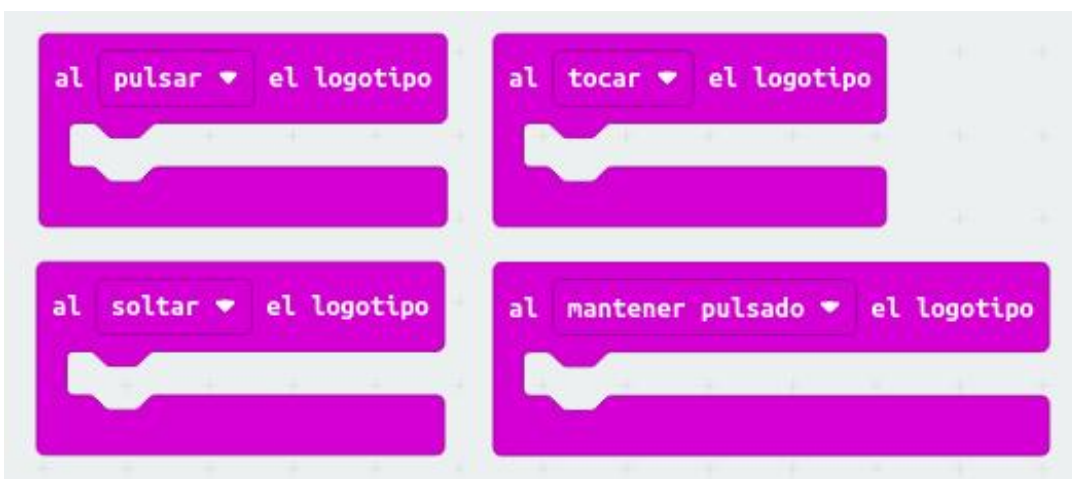 al pulsar el logotipo
al tocar el logotipo
al soltar el logotipo
al mantener pulsado el logotipo